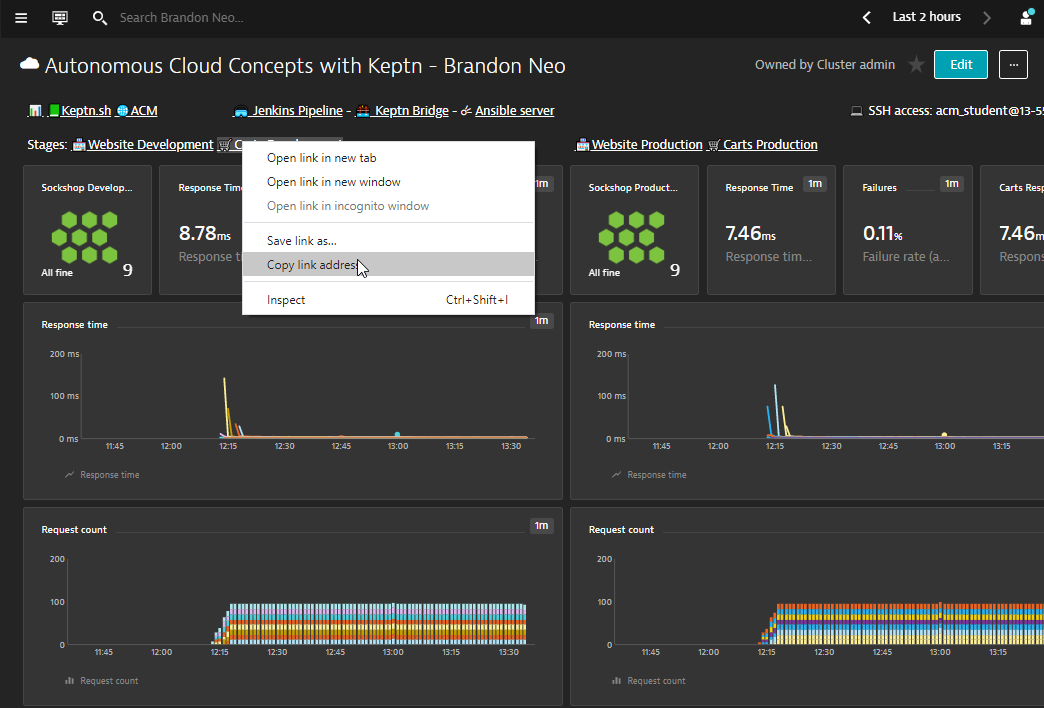 Search Brandon Neo...
Last 2 hours
Autonomous Cloud Concepts with Keptn - Brandon Neo
Owned by Cluster admin
Edit
...
Keptn.sh ACM
Jenkins Pipeline - Keptn Bridge - Ansible server
SSH access: acm_student@13-5
Stages: Website Development
Website Production Carts Production
Open link in new tab
Open link in new window
Open link in incognito window
Save link as...
Copy link address
Inspect Ctrl+Shift+I
Sockshop Develop...
All fine 9
Response Time
8.78ms
Response ti
1m
Sockshop Product...
All fine 9
Response Time 1m
7.46ms
Response tim...
Failures 1m
0.11%
Failure rate (a...
Carts Resp
7.46m
Respons
Response time 1m
200 ms
100 ms
0 ms
11:45 12:00 12:15 12:30 12:45 13:00 13:15 13:30
Response time
Response time
200 ms
100 ms
0 ms
11:45 12:00 12:15 12:30 12:45 13:00 13:15
Response time
Request count 1m
200
100
0
11:45 12:00 12:15 12:30 12:45 13:00 13:15 13:30
Request count
Request count
200
100
0
11:45 12:00 12:15 12:30 12:45 13:00 13:15
Request count